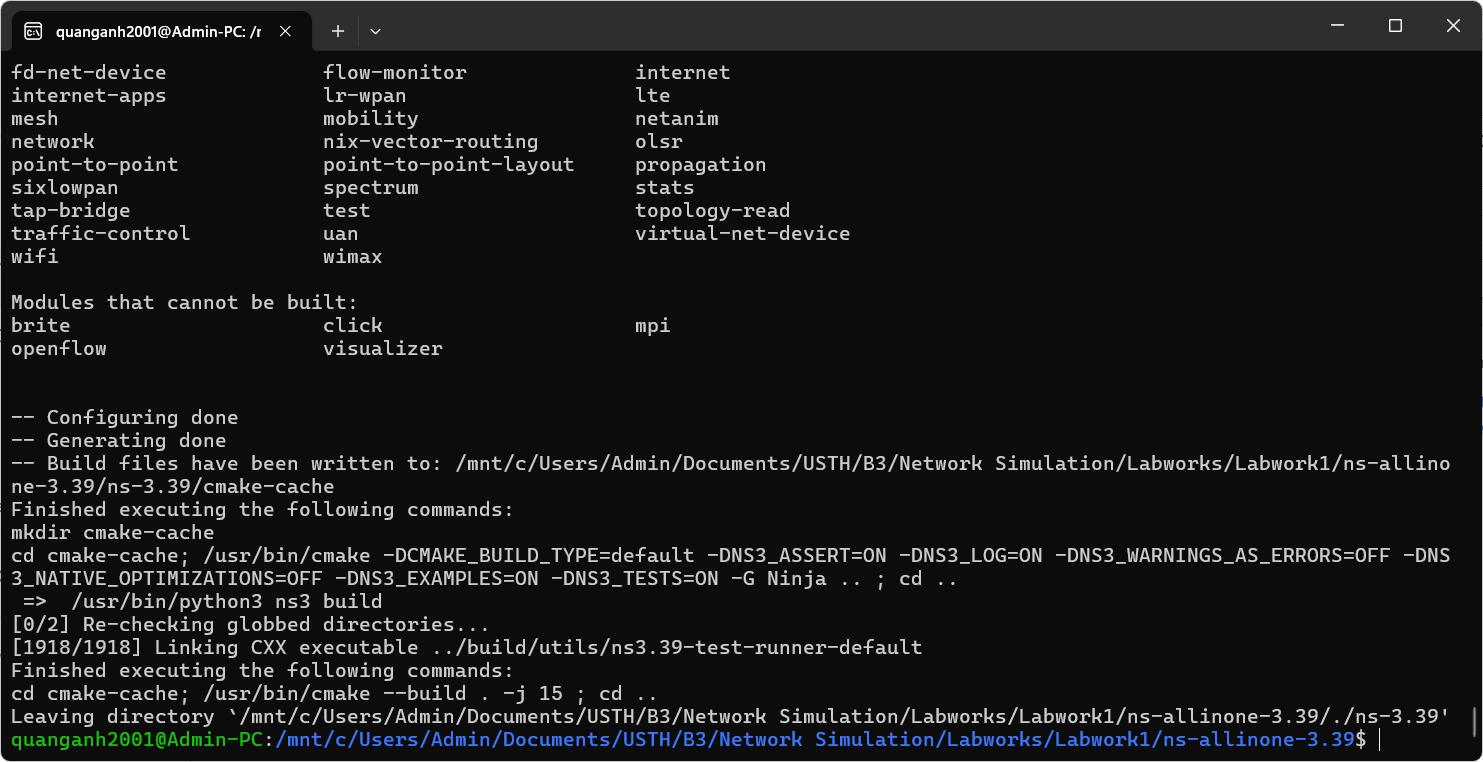 quanganh2001@Admin-PC: /r
fd-net-device flow-monitor internet
internet-apps lr-wpan lte
mesh mobility netanim
network nix-vector-routing olsr
point-to-point point-to-point-layout propagation
sixlowpan spectrum stats
tap-bridge test topology-read
traffic-control uan virtual-net-device
wifi wimax
Modules that cannot be built:
brite click mpi
openflow visualizer
-- Configuring done
-- Generating done
-- Build files have been written to: /mnt/c/Users/Admin/Documents/USTH/B3/Network Simulation/Labworks/Labwork1/ns-allino
ne-3.39/ns-3.39/cmake-cache
Finished executing the following commands:
mkdir cmake-cache
cd cmake-cache; /usr/bin/cmake -DCMAKE_BUILD_TYPE=default -DNS3_ASSERT=ON -DNS3_LOG=ON -DNS3_WARNINGS_AS_ERRORS=OFF -DNS
3_NATIVE_OPTIMIZATIONS=OFF -DNS3_EXAMPLES=ON -DNS3_TESTS=ON -G Ninja .. ; cd ..
 => /usr/bin/python3 ns3 build
[0/2] Re-checking globbed directories...
[1918/1918] Linking CXX executable ../build/utils/ns3.39-test-runner-default
Finished executing the following commands:
cd cmake-cache; /usr/bin/cmake --build . -j 15 ; cd ..
Leaving directory `/mnt/c/Users/Admin/Documents/USTH/B3/Network Simulation/Labworks/Labwork1/ns-allinone-3.39/./ns-3.39'
quanganh2001@Admin-PC:/mnt/c/Users/Admin/Documents/USTH/B3/Network Simulation/Labworks/Labwork1/ns-allinone-3.39$